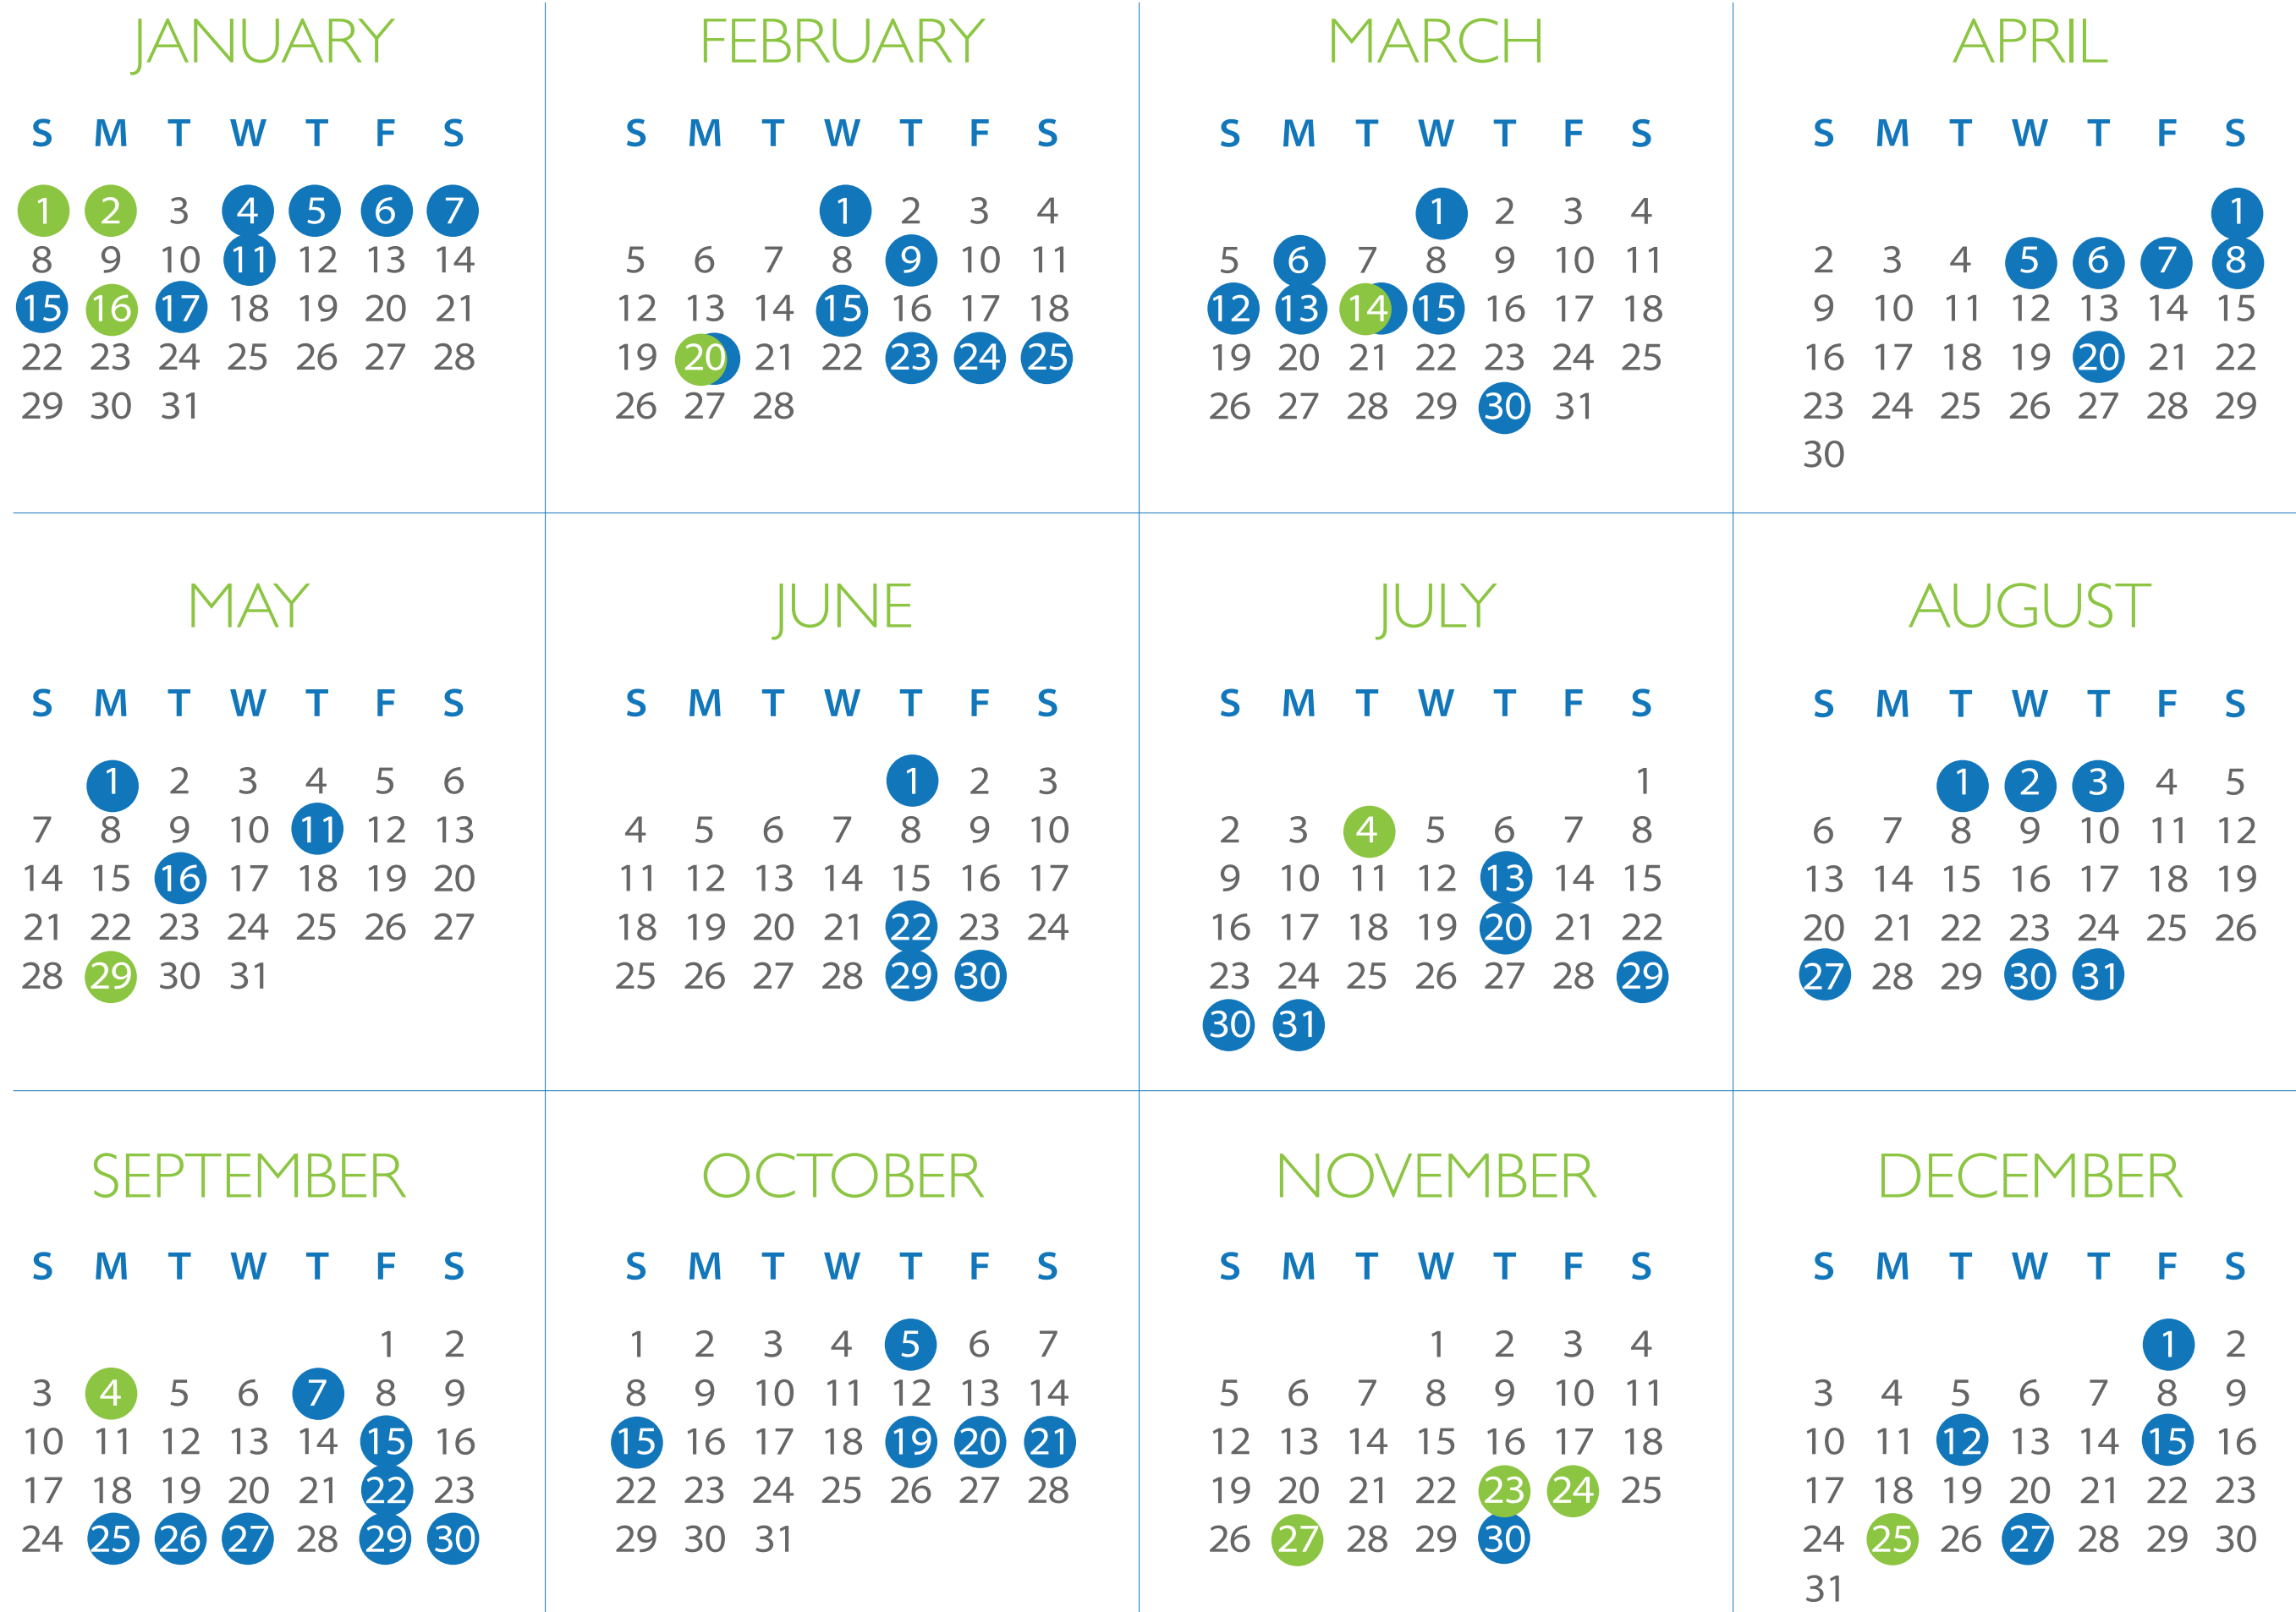 JANUARY
S M T W T F S
1 2 3 4 5 6 7
8 9 10 11 12 13 14
15 16 17 18 19 20 21
22 23 24 25 26 27 28
29 30 31
FEBRUARY
S M T W T F S
1 2 3 4
5 6 7 8 9 10 11
12 13 14 15 16 17 18
19 20 21 22 23 24 25
26 27 28
MARCH
S M T W T F S
1 2 3 4
5 6 7 8 9 10 11
12 13 14 15 16 17 18
19 20 21 22 23 24 25
26 27 28 29 30 31
APRIL
S M T W T F S
1
2 3 4 5 6 7 8
9 10 11 12 13 14 15
16 17 18 19 20 21 22
23 24 25 26 27 28 29
30
MAY
S M T W T F S
1 2 3 4 5 6
7 8 9 10 11 12 13
14 15 16 17 18 19 20
21 22 23 24 25 26 27
28 29 30 31
JUNE
S M T W T F S
1 2 3
4 5 6 7 8 9 10
11 12 13 14 15 16 17
18 19 20 21 22 23 24
25 26 27 28 29 30
JULY
S M T W T F S
1
2 3 4 5 6 7 8
9 10 11 12 13 14 15
16 17 18 19 20 21 22
23 24 25 26 27 28 29
30 31
AUGUST
S M T W T F S
1 2 3 4 5
6 7 8 9 10 11 12
13 14 15 16 17 18 19
20 21 22 23 24 25 26
27 28 29 30 31
SEPTEMBER
S M T W T F S
1 2
3 4 5 6 7 8 9
10 11 12 13 14 15 16
17 18 19 20 21 22 23
24 25 26 27 28 29 30
OCTOBER
S M T W T F S
1 2 3 4 5 6 7
8 9 10 11 12 13 14
15 16 17 18 19 20 21
22 23 24 25 26 27 28
29 30 31
NOVEMBER
S M T W T F S
1 2 3 4
5 6 7 8 9 10 11
12 13 14 15 16 17 18
19 20 21 22 23 24 25
26 27 28 29 30
DECEMBER
S M T W T F S
1 2
3 4 5 6 7 8 9
10 11 12 13 14 15 16
17 18 19 20 21 22 23
24 25 26 27 28 29 30
31